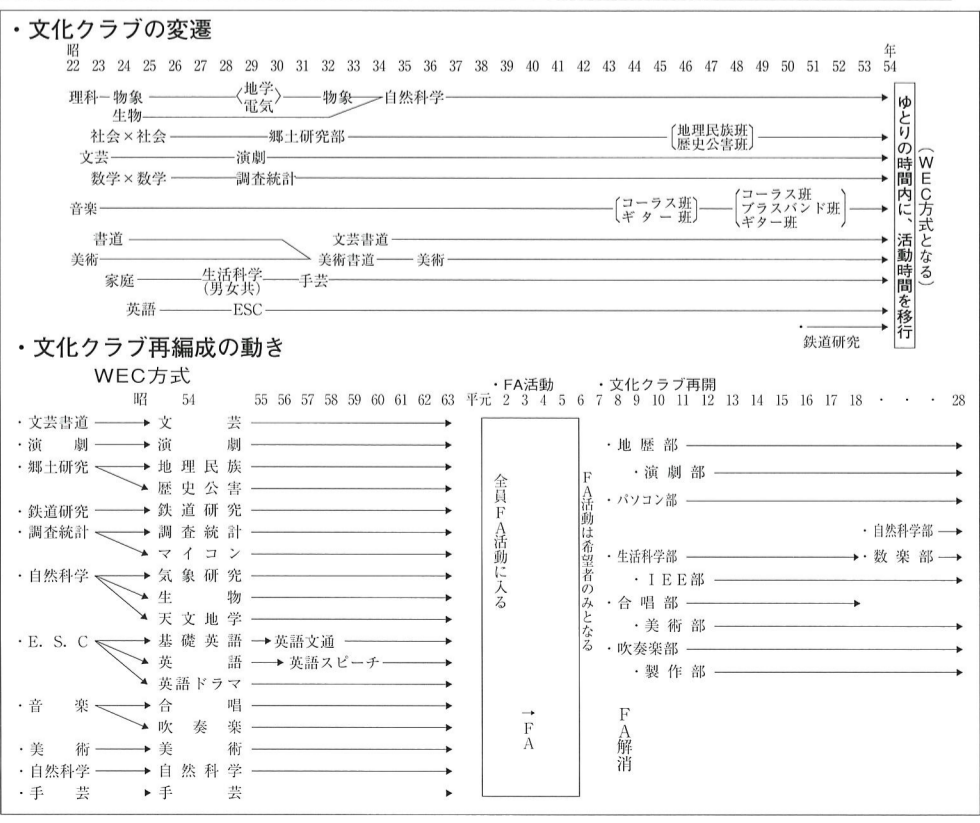 ・文化クラブの変遷
昭 年
22 23 24 25 26 27 28 29 30 31 32 33 34 35 36 37 38 39 40 41 42 43 44 45 46 47 48 49 50 51 52 53 54
理科 物象 〈地学 電気〉 物象 自然科学
生物
社会×社会 郷土研究部 〔地理民族班 歴史公害班〕
文芸 演劇
数学×数学 調査統計
音楽 〔コーラス班 ギター班〕 〔コーラス班 ブラスバンド班 ギター班〕
書道 文芸書道
美術 美術書道 美術
家庭 生活科学(男女共) 手芸
英語 ESC
・鉄道研究
ゆとりの時間内に、活動時間を移行
(WEC方式となる)
・文化クラブ再編成の動き
WEC方式 ・FA活動 ・文化クラブ再開
昭 54 55 56 57 58 59 60 61 62 63 平元 2 3 4 5 6 7 8 9 10 11 12 13 14 15 16 17 18 ・ ・ ・ 28
・文芸書道 文芸
・演劇 演劇
・郷土研究 地理民族
歴史公害
・鉄道研究 鉄道研究
・調査統計 調査統計
マイコン
・自然科学 気象研究
生物
天文地学
・E.S.C 基礎英語→英語文通
英語→英語スピーチ
英語ドラマ
・音楽 合唱
吹奏楽
・美術 美術
・自然科学 自然科学
・手芸 手芸
全員FA活動に入る
→FA
FA活動は希望者のみとなる
FA解消
・地歴部
・演劇部
・パソコン部
・自然科学部
・生活科学部 ・数楽部
・IEE部
・合唱部
・美術部
・吹奏楽部
・製作部